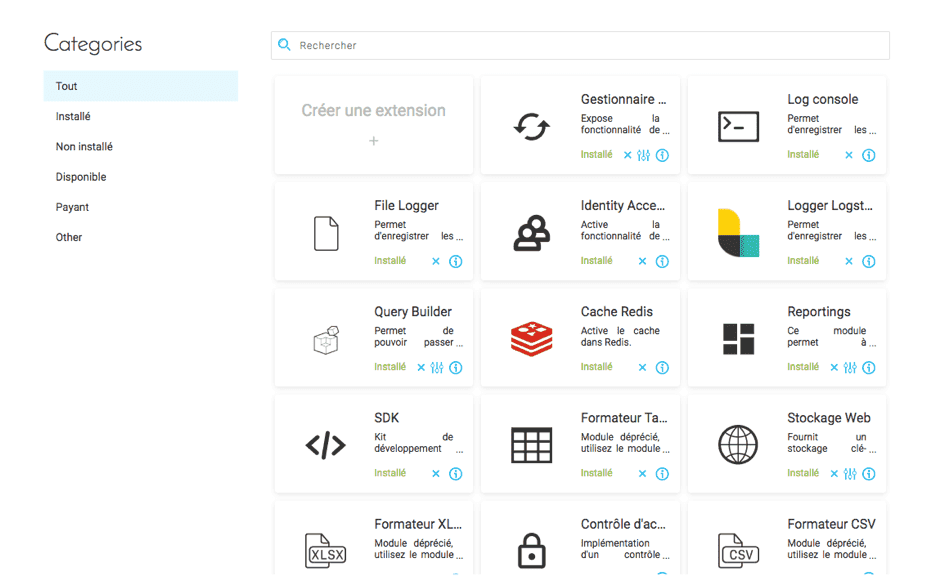 Categories
Tout
Installé
Non installé
Disponible
Payant
Other
Rechercher
Créer une extension
+
Gestionnaire ...
Expose la
fonctionnalité de ...
Installé
Log console
Permet
d'enregistrer les ...
Installé
File Logger
Permet
d'enregistrer les ...
Installé
Identity Acce...
Active la
fonctionnalité de ...
Installé
Logger Logst...
Permet
d'enregistrer les ...
Installé
Query Builder
Permet de
pouvoir passer ...
Installé
Cache Redis
Active le cache
dans Redis.
Installé
Reportings
Ce module
permet à ...
Installé
SDK
Kit de
développement ...
Installé
Formateur Ta...
Module déprécié,
utilisez le module ...
Installé
Stockage Web
Fournit un
stockage clé-...
Installé
XLSX
Formateur XL...
Module déprécié,
utilisez le module ...
Contrôle d'ac...
Implémentation
d'un contrôle ...
CSV
Formateur CSV
Module déprécié,
utilisez le module ...